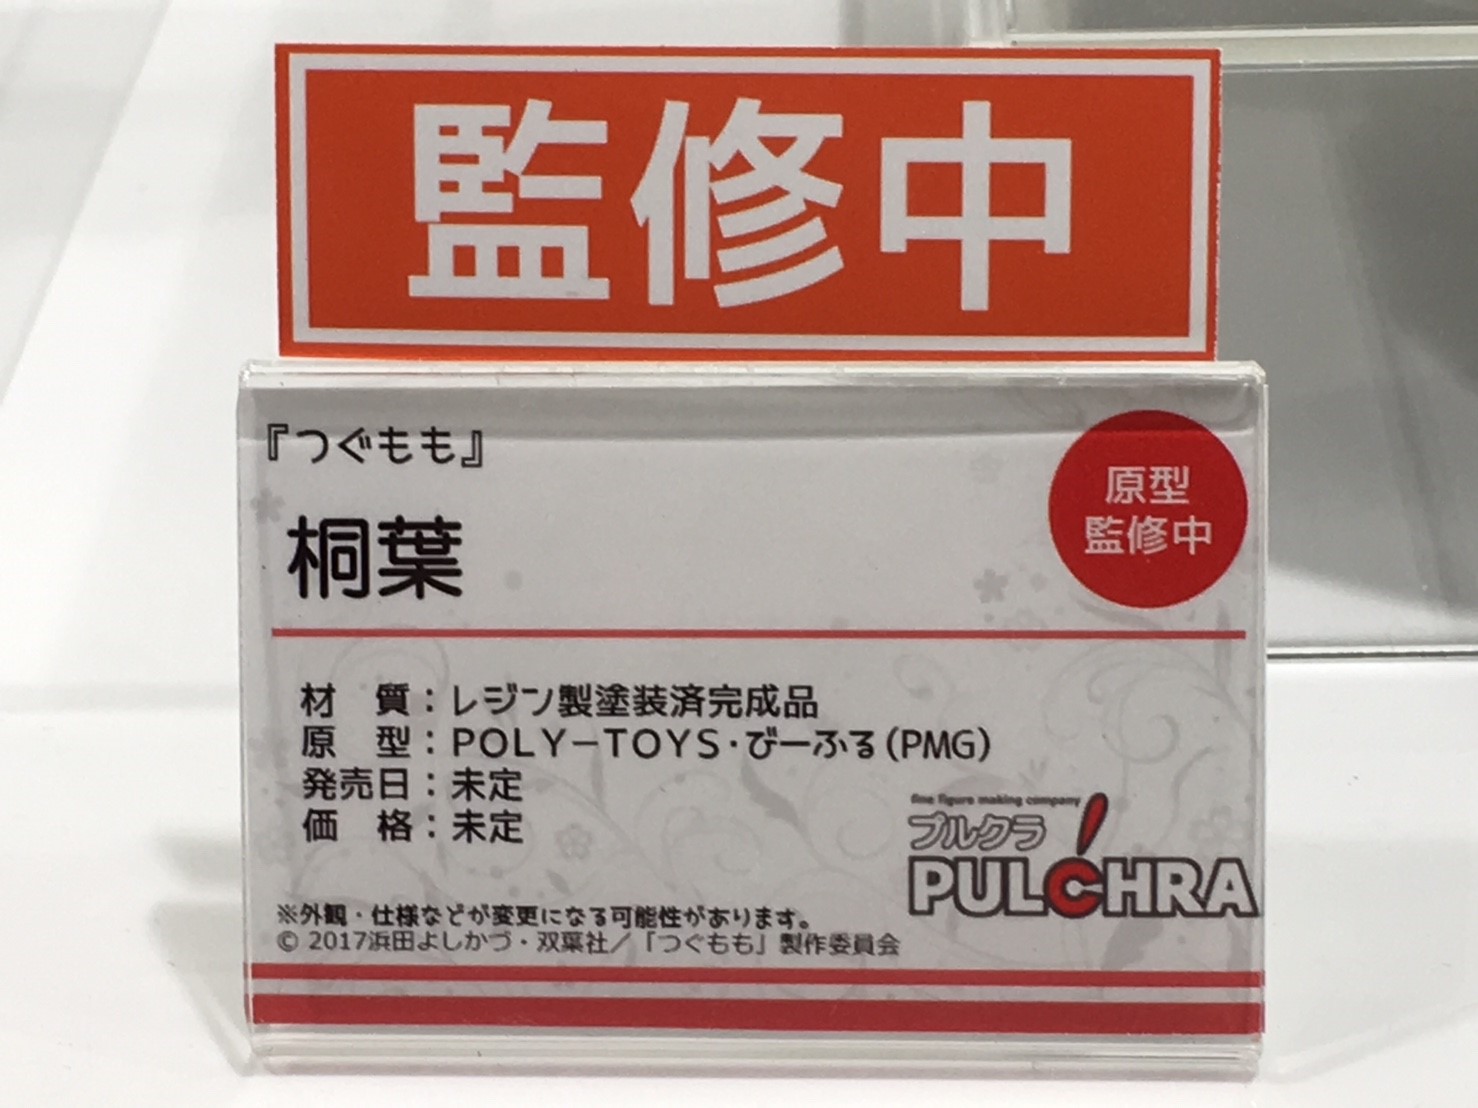 監修中
『つぐもも』
桐葉
原型
監修中
材　質：レジン製塗装済完成品
原　型：POLY－TOYS・びーふる（PMG）
発売日：未定
価　格：未定
fine figure making company
プルクラ
PULCHRA
※外観・仕様などが変更になる可能性があります。
© 2017浜田よしかづ・双葉社／「つぐもも」製作委員会